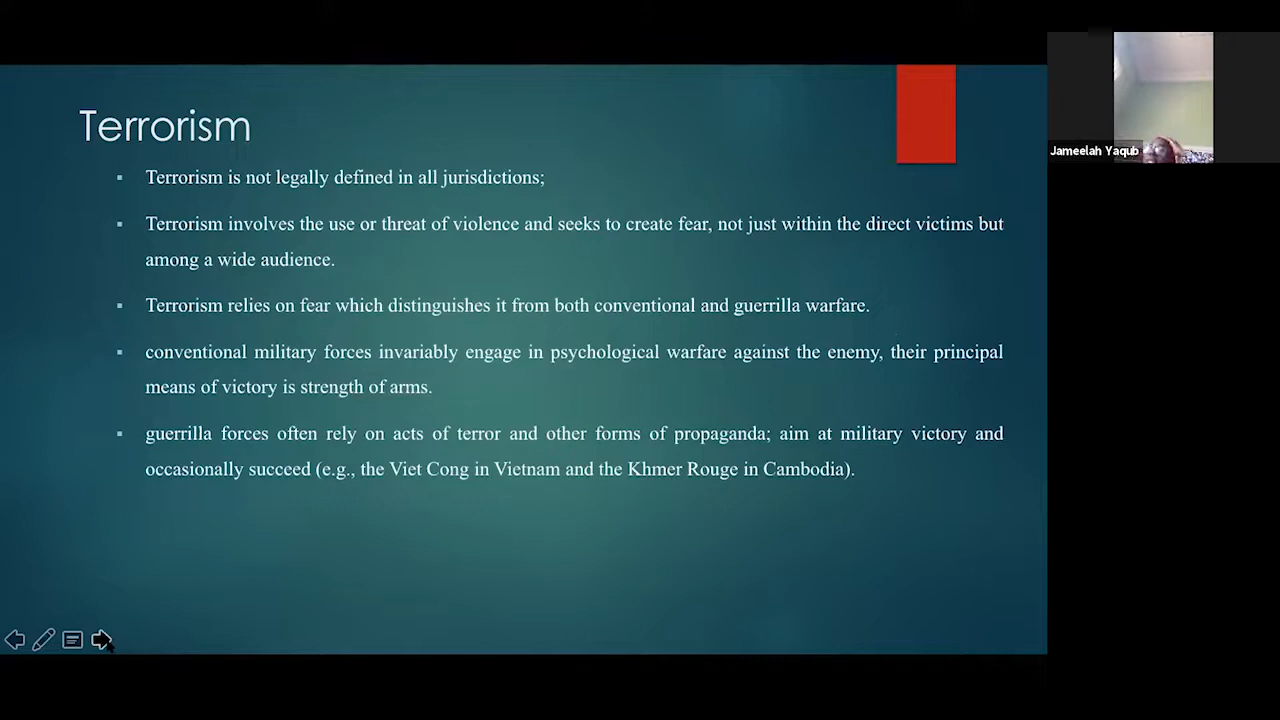 Terrorism
▪ Terrorism is not legally defined in all jurisdictions;
▪ Terrorism involves the use or threat of violence and seeks to create fear, not just within the direct victims but
among a wide audience.
▪ Terrorism relies on fear which distinguishes it from both conventional and guerrilla warfare.
▪ conventional military forces invariably engage in psychological warfare against the enemy, their principal
means of victory is strength of arms.
▪ guerrilla forces often rely on acts of terror and other forms of propaganda; aim at military victory and
occasionally succeed (e.g., the Viet Cong in Vietnam and the Khmer Rouge in Cambodia).
Jameelah Yaqub